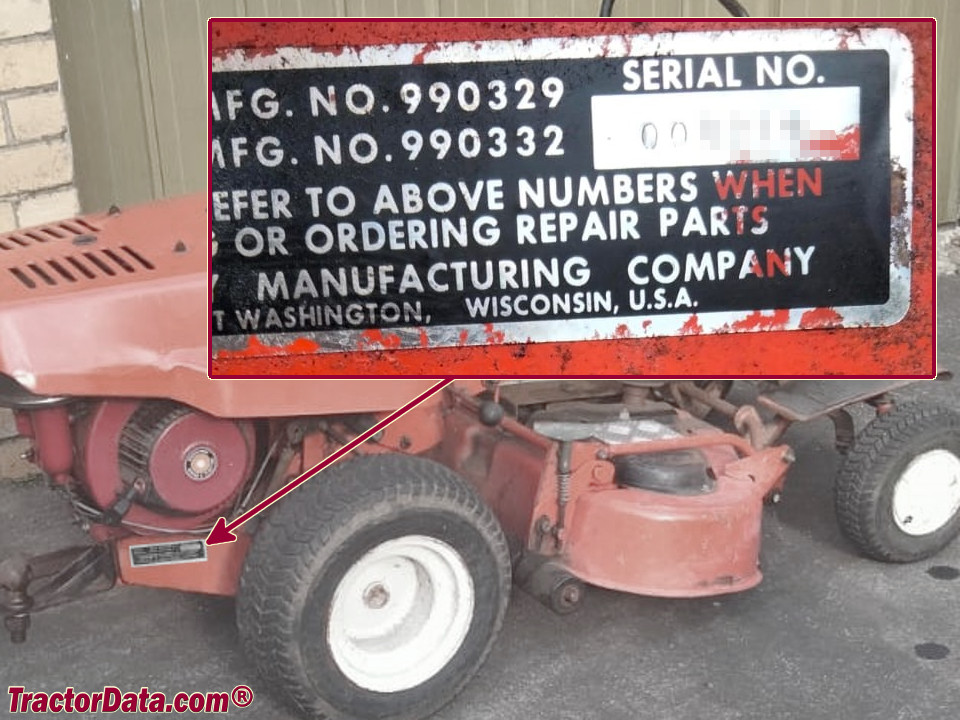 MFG. NO. 990329
SERIAL NO.
00
MFG. NO. 990332
EFER TO ABOVE NUMBERS WHEN
G OR ORDERING REPAIR PARTS
Y MANUFACTURING COMPANY
T WASHINGTON, WISCONSIN, U.S.A.
TractorData.com®